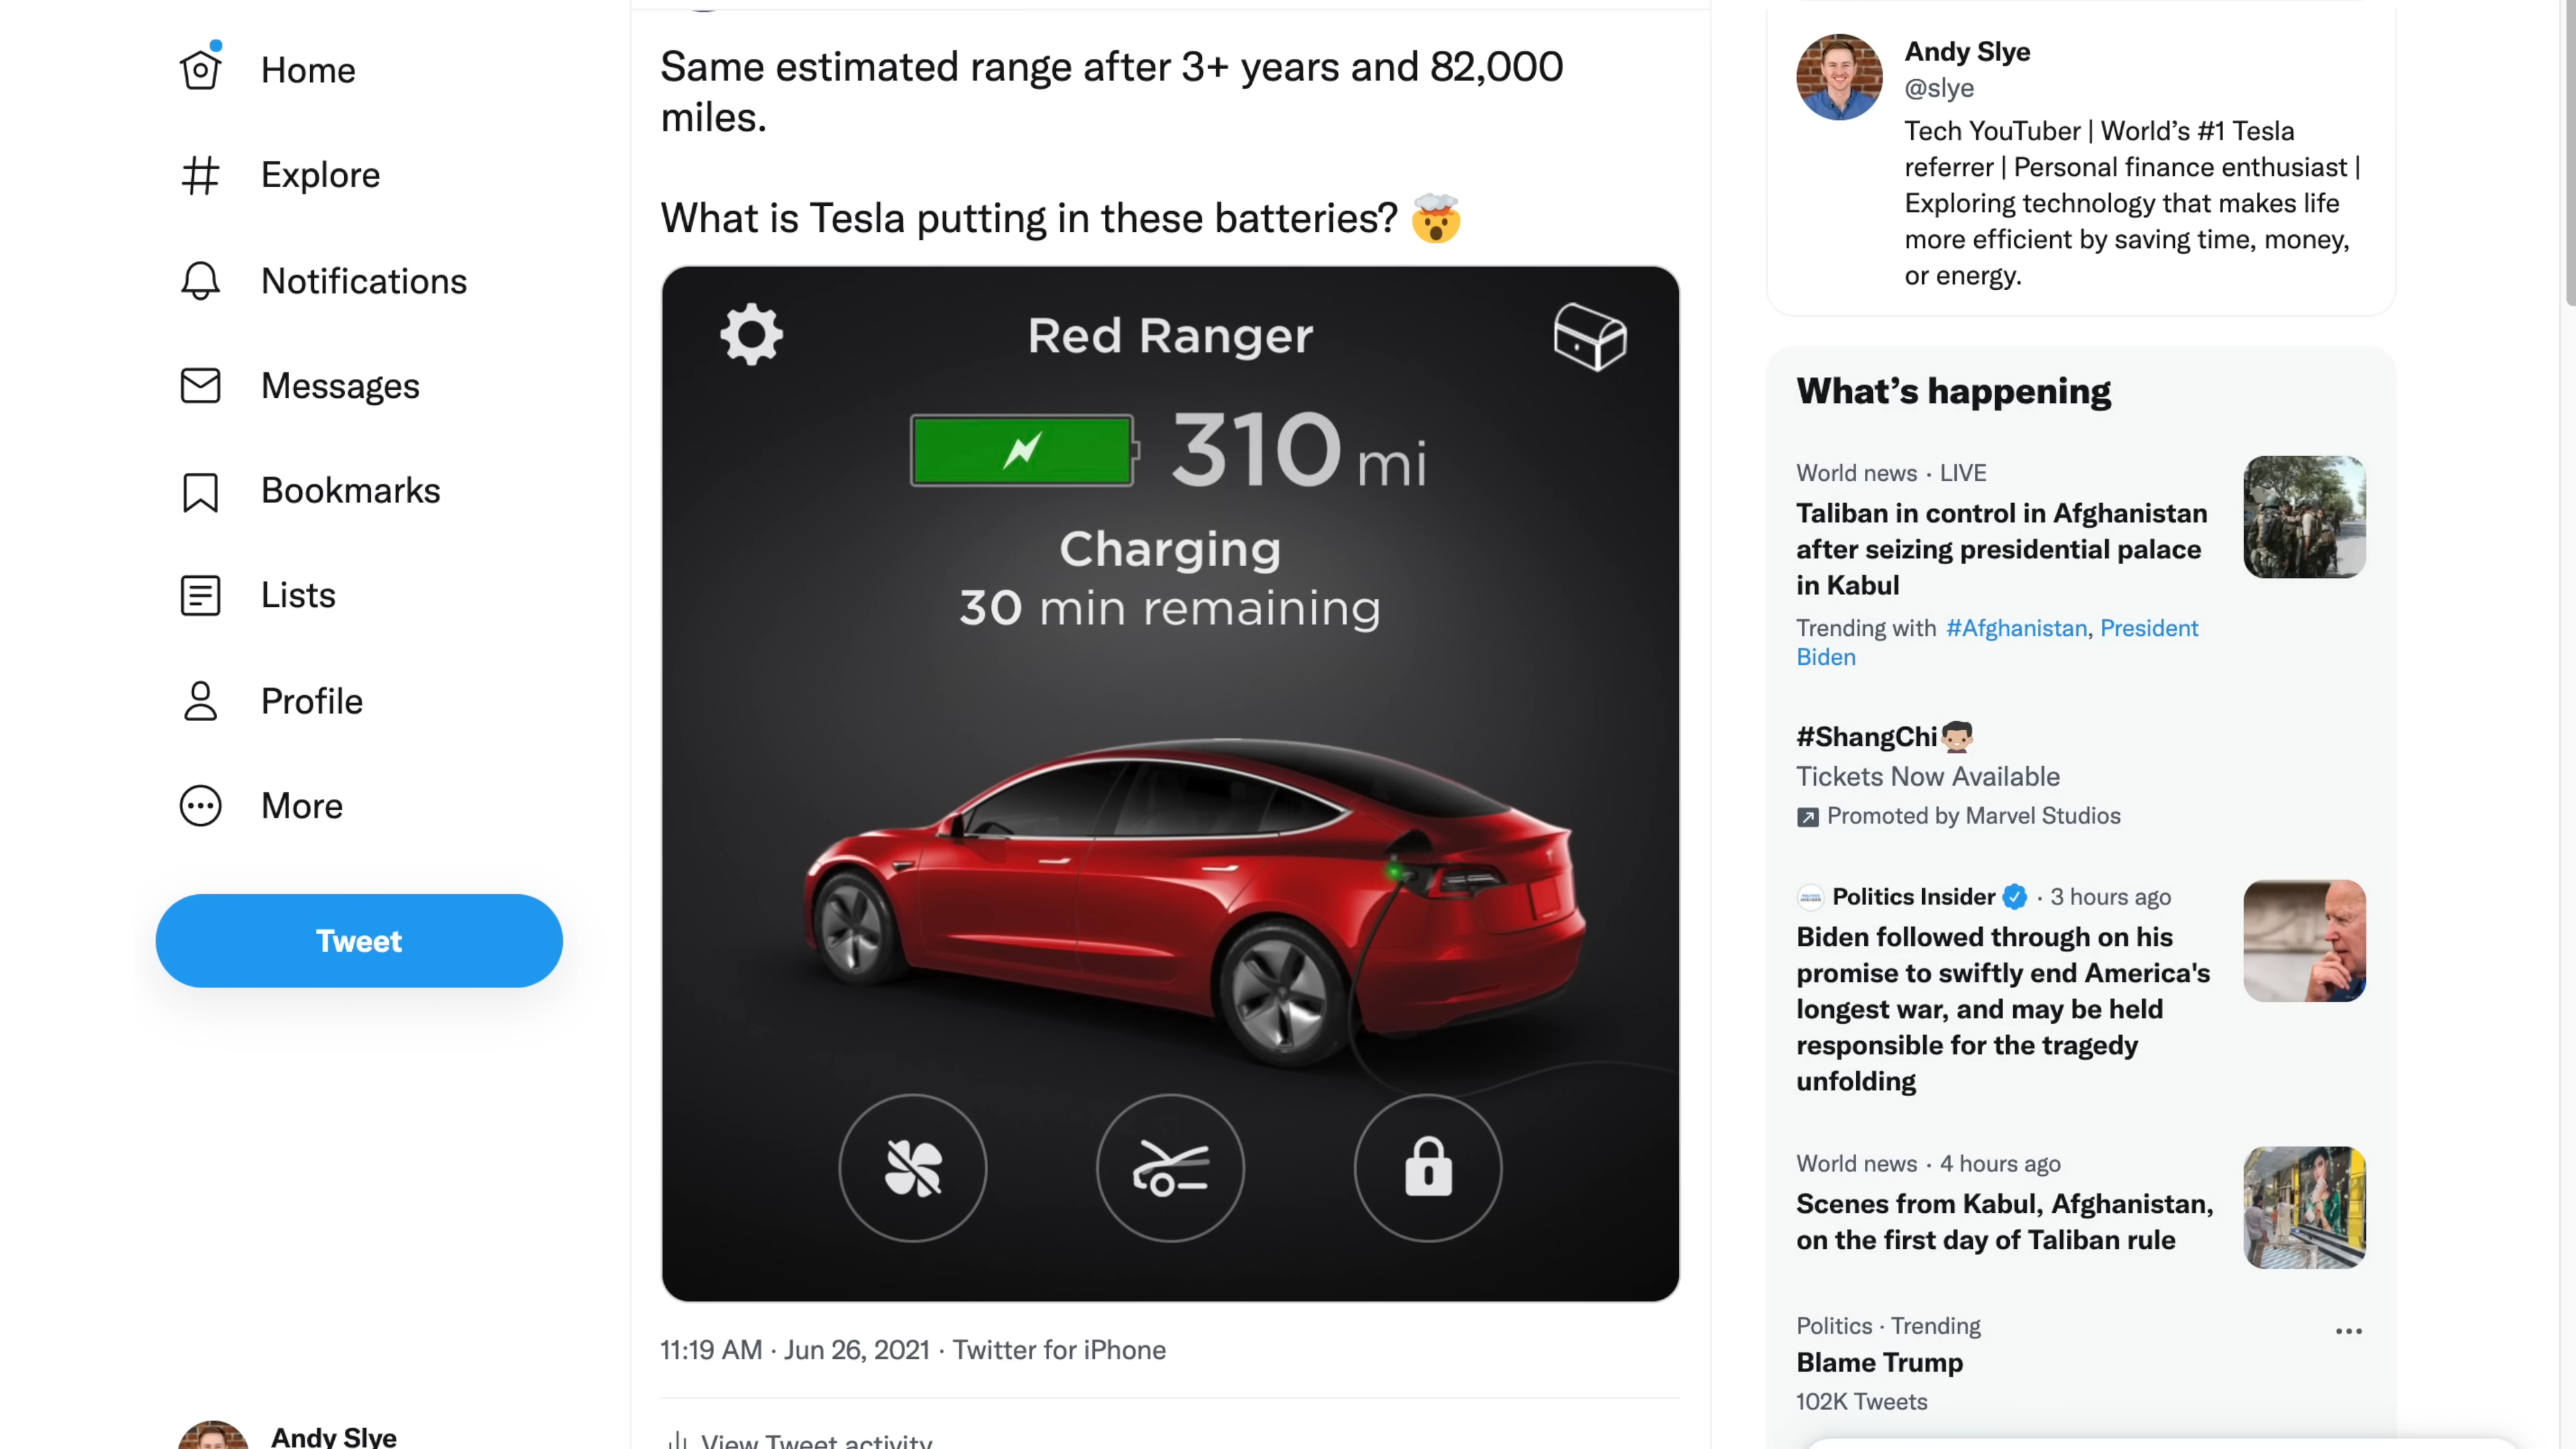 Home
Explore
Notifications
Messages
Bookmarks
Lists
Profile
More
Tweet
Andy Slye
Same estimated range after 3+ years and 82,000
miles.
What is Tesla putting in these batteries? 🤯
Red Ranger
310 mi
Charging
30 min remaining
11:19 AM · Jun 26, 2021 · Twitter for iPhone
View Tweet activity
Andy Slye
@slye
Tech YouTuber | World’s #1 Tesla
referrer | Personal finance enthusiast |
Exploring technology that makes life
more efficient by saving time, money,
or energy.
What’s happening
World news · LIVE
Taliban in control in Afghanistan
after seizing presidential palace
in Kabul
Trending with #Afghanistan, President
Biden
#ShangChi
Tickets Now Available
Promoted by Marvel Studios
Politics Insider · 3 hours ago
Biden followed through on his
promise to swiftly end America's
longest war, and may be held
responsible for the tragedy
unfolding
World news · 4 hours ago
Scenes from Kabul, Afghanistan,
on the first day of Taliban rule
Politics · Trending
Blame Trump
102K Tweets